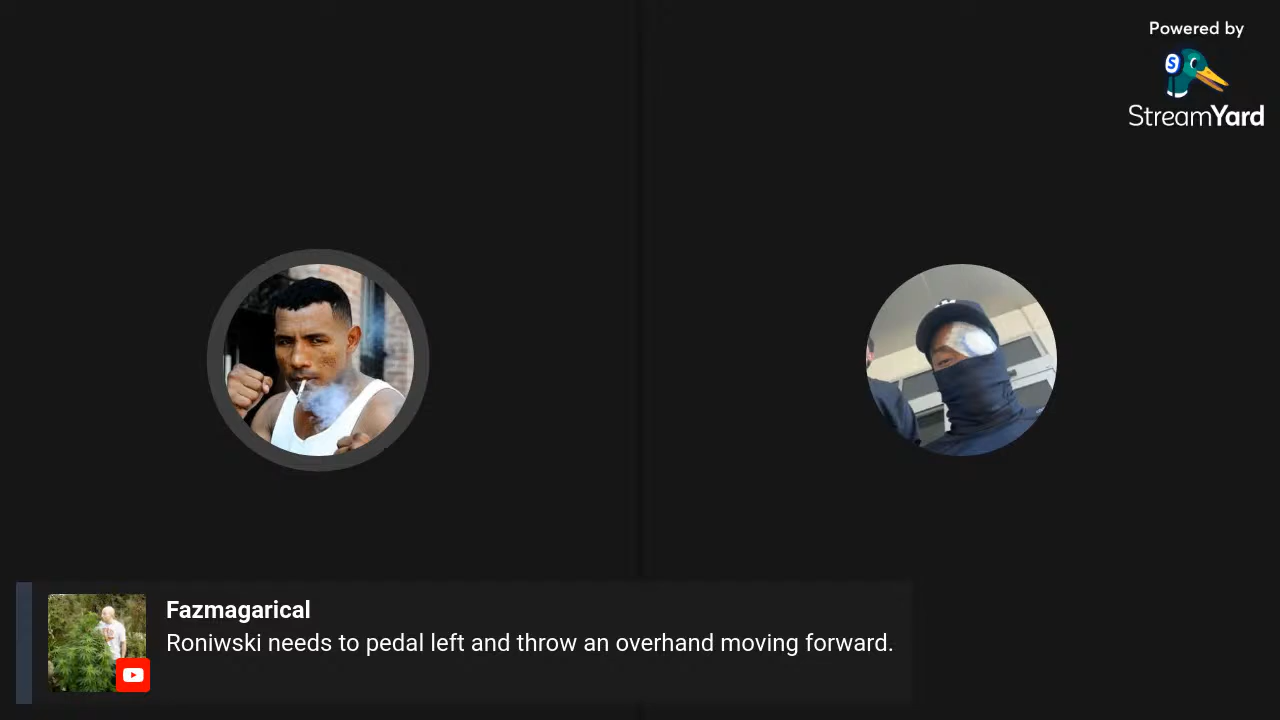 Powered by
StreamYard
Fazmagarical
Roniwski needs to pedal left and throw an overhand moving forward.